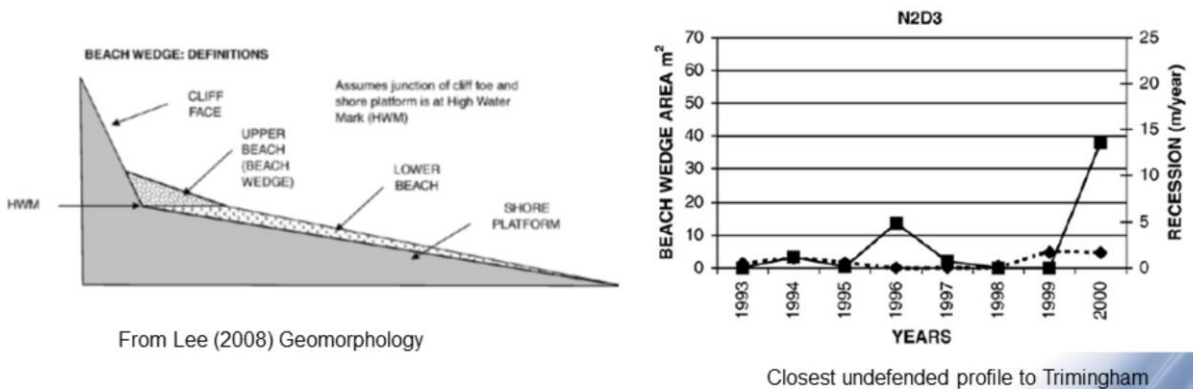 BEACH WEDGE: DEFINITIONS
Assumes junction of cliff toe and
shore platform is at High Water
Mark (HWM)
CLIFF
FACE
UPPER
BEACH
(BEACH
WEDGE)
LOWER
BEACH
HWM
SHORE
PLATFORM
From Lee (2008) Geomorphology
N2D3
BEACH WEDGE AREA m²
70
60
50
40
30
20
10
0
25
20
15
10
5
0
RECESSION (m/year)
1993
1994
1995
1996
1997
1998
1999
2000
YEARS
Closest undefended profile to Trimingham